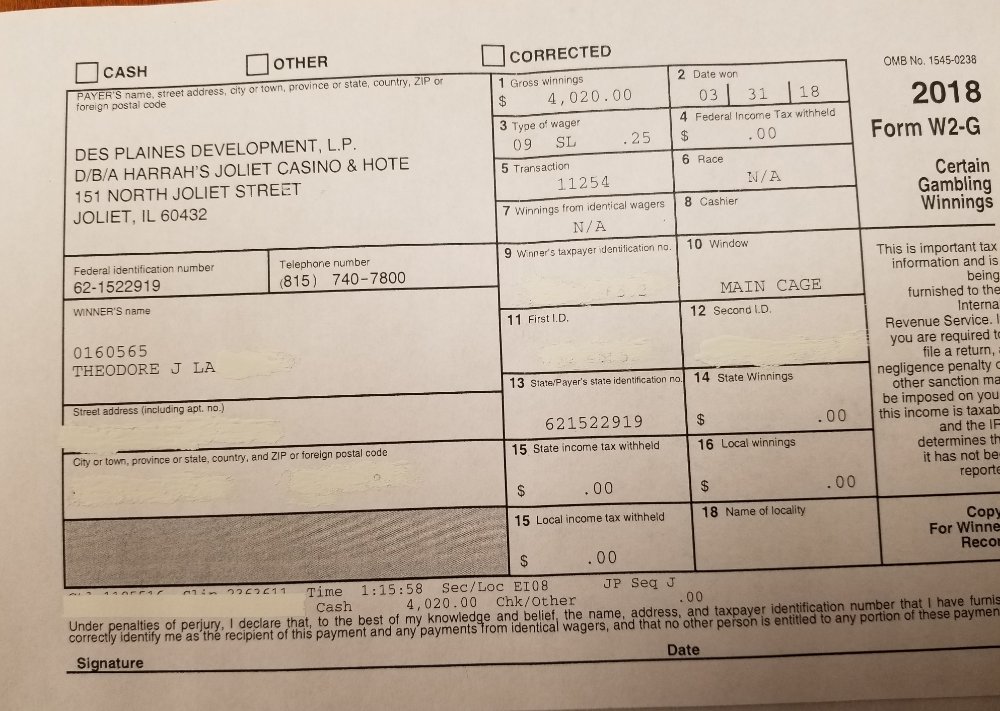 CASH
OTHER
CORRECTED
OMB No. 1545-0238
2018
Form W2-G
Certain
Gambling
Winnings
PAYER'S name, street address, city or town, province or state, country, ZIP or
foreign postal code
DES PLAINES DEVELOPMENT, L.P.
D/B/A HARRAH'S JOLIET CASINO & HOTE
151 NORTH JOLIET STREET
JOLIET, IL 60432
1 Gross winnings
$ 4,020.00
2 Date won
03 31 18
3 Type of wager
09 SL .25
4 Federal Income Tax withheld
$ .00
5 Transaction
11254
6 Race
N/A
7 Winnings from identical wagers
N/A
8 Cashier
Federal identification number
62-1522919
Telephone number
(815) 740-7800
9 Winner's taxpayer identification no.
10 Window
MAIN CAGE
WINNER'S name
0160565
THEODORE J LA
11 First I.D.
12 Second I.D.
Street address (including apt. no.)
13 State/Payer's state identification no.
621522919
14 State Winnings
$ .00
City or town, province or state, country, and ZIP or foreign postal code
15 State income tax withheld
$ .00
16 Local winnings
$ .00
15 Local income tax withheld
$ .00
18 Name of locality
This is important tax
information and is
being
furnished to the
Interna
Revenue Service. I
you are required to
file a return,
negligence penalty o
other sanction ma
be imposed on you
this income is taxab
and the IR
determines th
it has not be
reporte
Copy
For Winne
Recor
Time 1:15:58 Sec/Loc EI08 JP Seq J
Cash 4,020.00 Chk/Other .00
Under penalties of perjury, I declare that, to the best of my knowledge and belief, the name, address, and taxpayer identification number that I have furnis
correctly identify me as the recipient of this payment and any payments from identical wagers, and that no other person is entitled to any portion of these paymen
Signature
Date